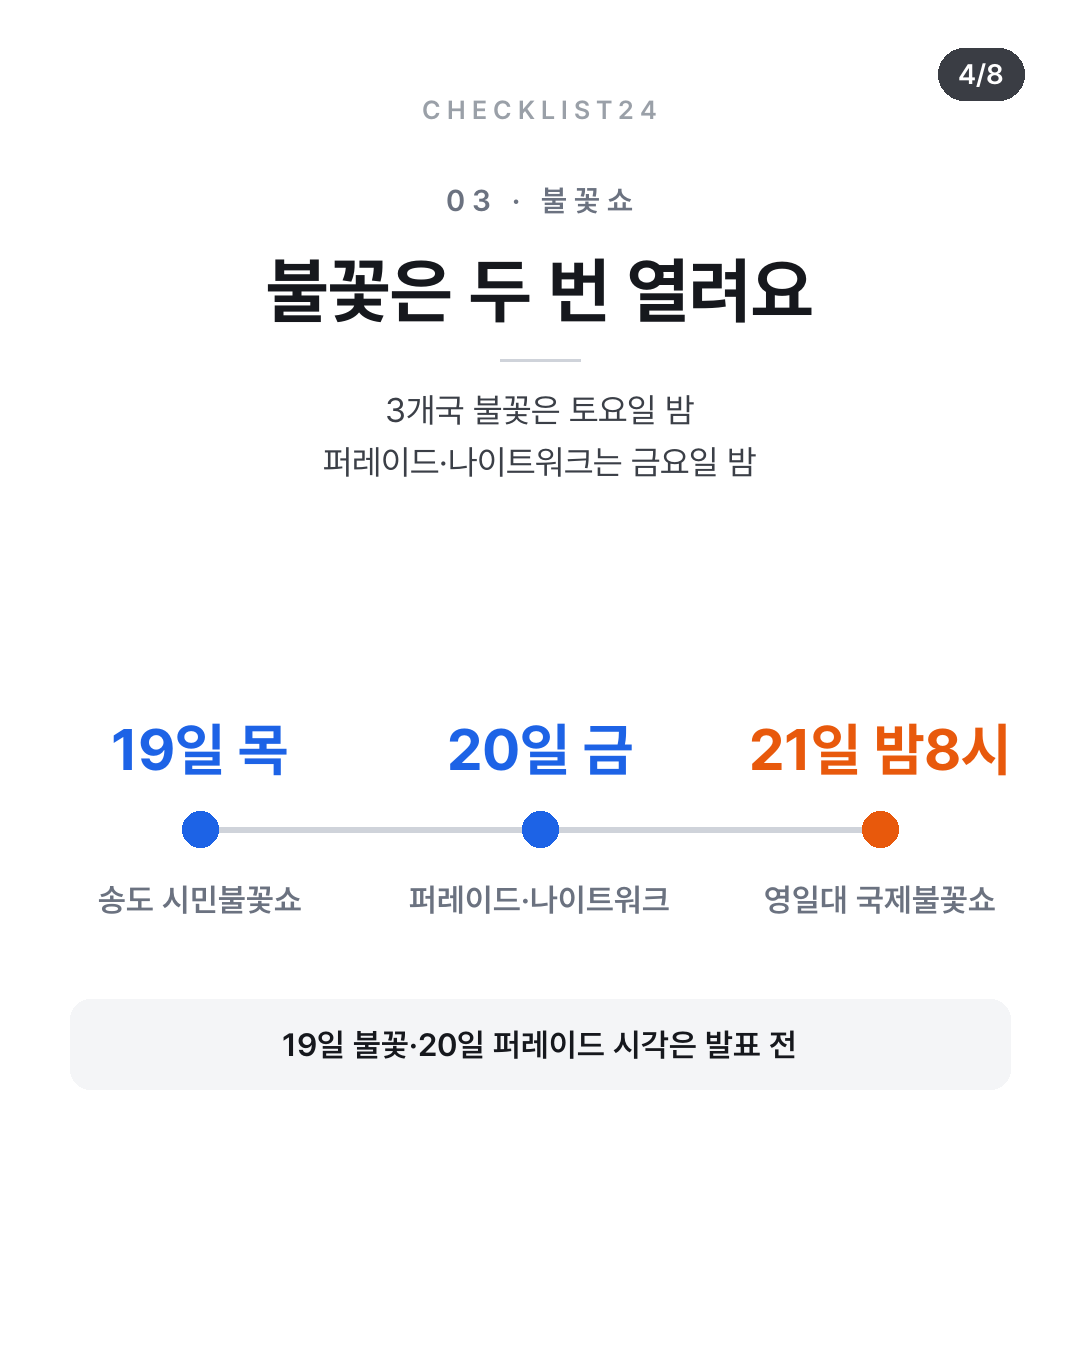 4/8
CHECKLIST24
03 · 불꽃쇼
불꽃은 두 번 열려요
3개국 불꽃은 토요일 밤
퍼레이드·나이트워크는 금요일 밤
19일 목
20일 금
21일 밤8시
송도 시민불꽃쇼
퍼레이드·나이트워크
영일대 국제불꽃쇼
19일 불꽃·20일 퍼레이드 시각은 발표 전